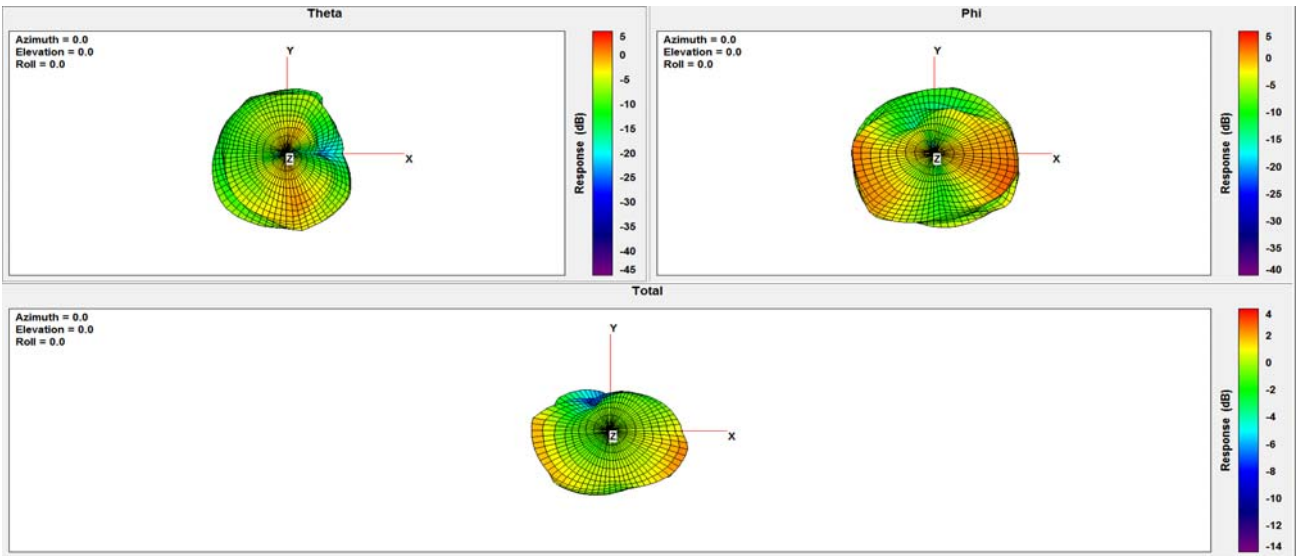 Theta
Azimuth = 0.0
Elevation = 0.0
Roll = 0.0
Y
X
Z
5
0
-5
-10
-15
-20
-25
-30
-35
-40
-45
Response (dB)
Phi
Azimuth = 0.0
Elevation = 0.0
Roll = 0.0
Y
X
Z
5
0
-5
-10
-15
-20
-25
-30
-35
-40
Response (dB)
Total
Azimuth = 0.0
Elevation = 0.0
Roll = 0.0
Y
X
Z
4
2
0
-2
-4
-6
-8
-10
-12
-14
Response (dB)